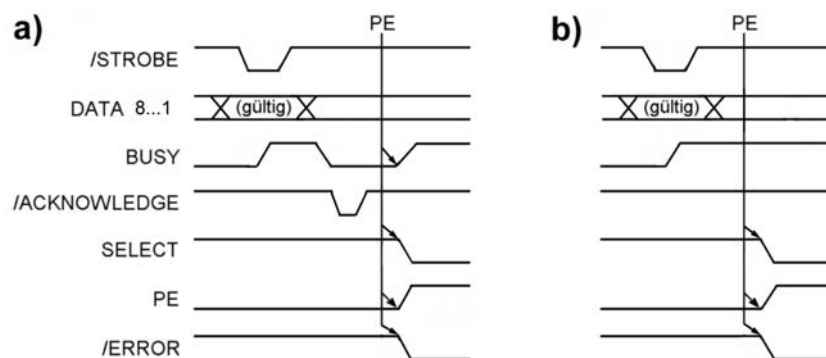 a) PE b) PE
/STROBE
DATA 8...1 (gültig) (gültig)
BUSY
/ACKNOWLEDGE
SELECT
PE
/ERROR